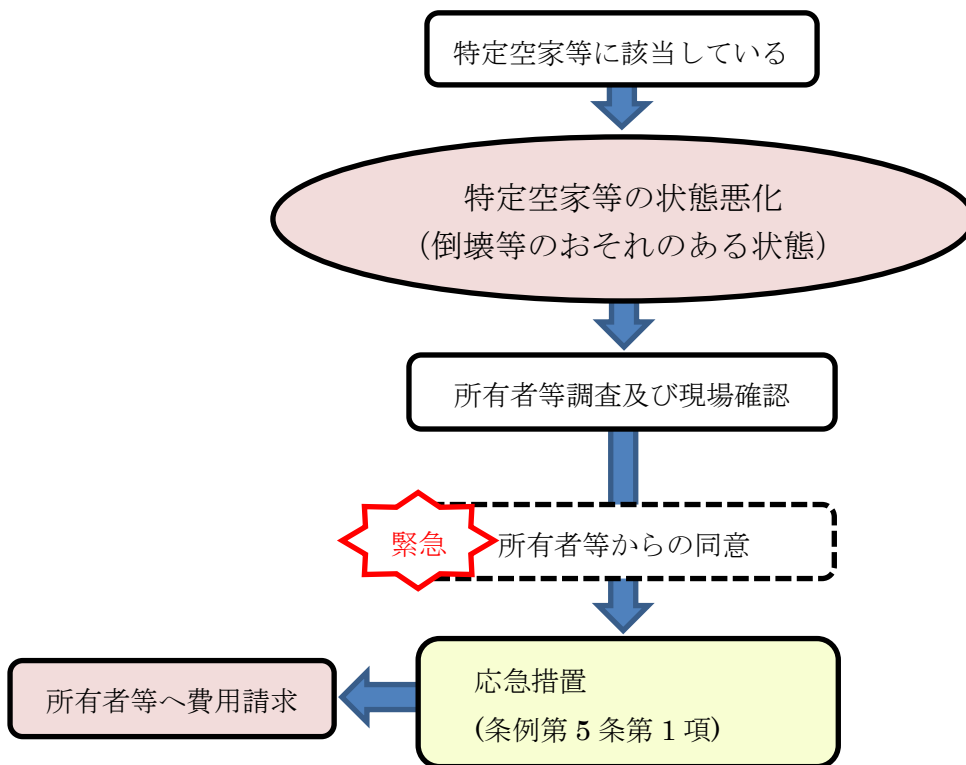 特定空家等に該当している
特定空家等の状態悪化
(倒壊等のおそれのある状態)
所有者等調査及び現場確認
緊急
所有者等からの同意
応急措置
(条例第5条第1項)
所有者等へ費用請求